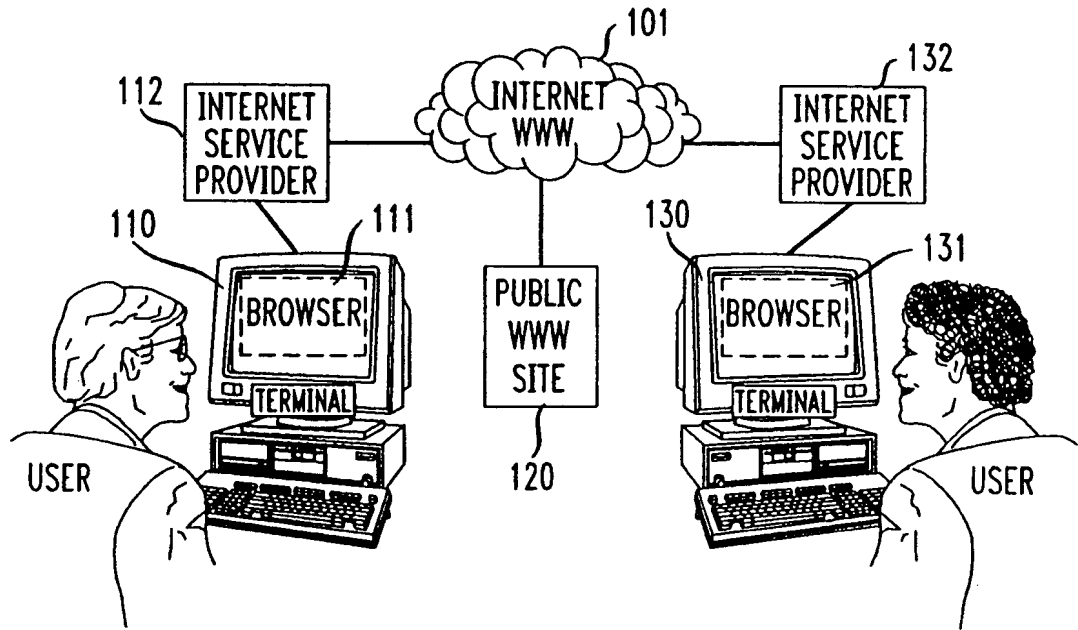 101
112
INTERNET
SERVICE
PROVIDER
INTERNET
WWW
132
INTERNET
SERVICE
PROVIDER
110
111
BROWSER
TERMINAL
USER
PUBLIC
WWW
SITE
120
130
131
BROWSER
TERMINAL
USER